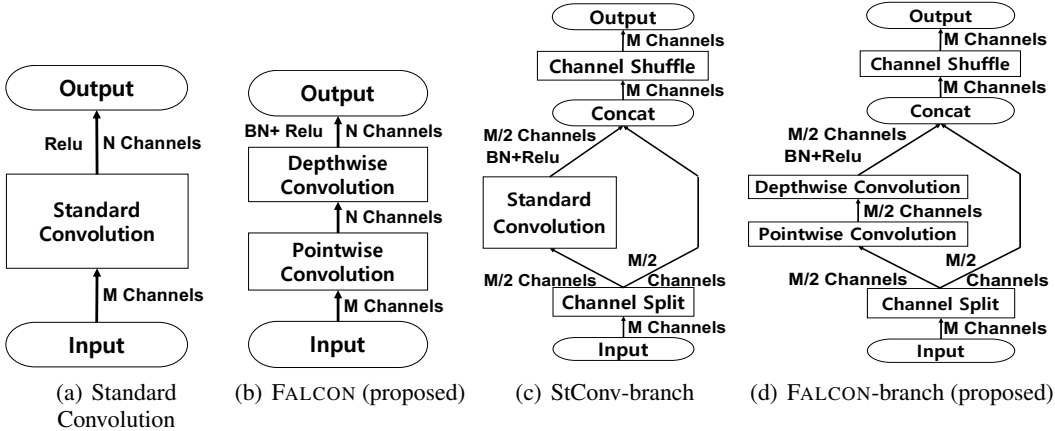 Output
Relu
N Channels
Standard
Convolution
M Channels
Input
(a) Standard
Convolution
Output
BN+ Relu
N Channels
Depthwise
Convolution
N Channels
Pointwise
Convolution
M Channels
Input
(b) FALCON (proposed)
Output
M Channels
Channel Shuffle
M Channels
Concat
M/2 Channels
BN+Relu
Standard
Convolution
M/2 Channels
M/2
Channels
Channel Split
M Channels
Input
(c) StConv-branch
Output
M Channels
Channel Shuffle
M Channels
Concat
M/2 Channels
BN+Relu
Depthwise Convolution
M/2 Channels
Pointwise Convolution
M/2 Channels
M/2
Channels
Channel Split
M Channels
Input
(d) FALCON-branch (proposed)